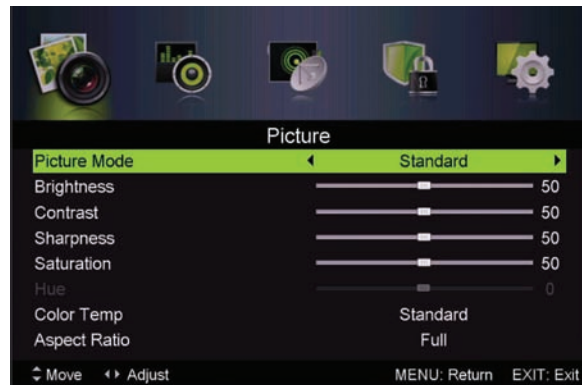 Picture
Picture Mode Standard
Brightness 50
Contrast 50
Sharpness 50
Saturation 50
Hue 0
Color Temp Standard
Aspect Ratio Full
Move Adjust MENU: Return EXIT: Exit